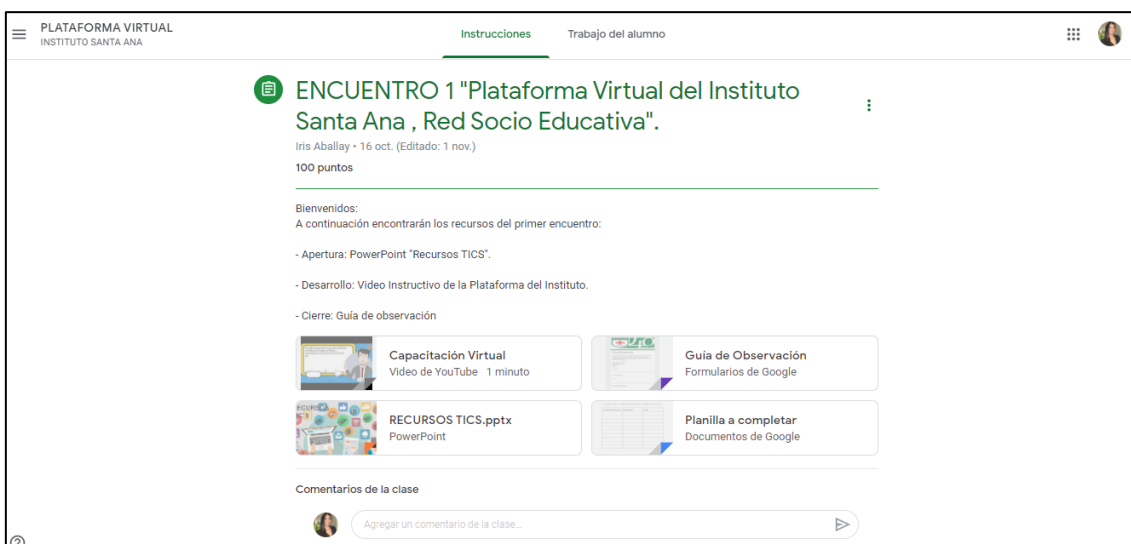 PLATAFORMA VIRTUAL
INSTITUTO SANTA ANA
Instrucciones
Trabajo del alumno
ENCUENTRO 1 "Plataforma Virtual del Instituto
Santa Ana , Red Socio Educativa".
Iris Aballay • 16 oct. (Editado: 1 nov.)
100 puntos
Bienvenidos:
A continuación encontrarán los recursos del primer encuentro:
- Apertura: PowerPoint "Recursos TICS".
- Desarrollo: Video Instructivo de la Plataforma del Instituto.
- Cierre: Guía de observación
Capacitación Virtual
Video de YouTube 1 minuto
Guía de Observación
Formularios de Google
RECURSOS TICS.pptx
PowerPoint
Planilla a completar
Documentos de Google
Comentarios de la clase
Agregar un comentario de la clase...